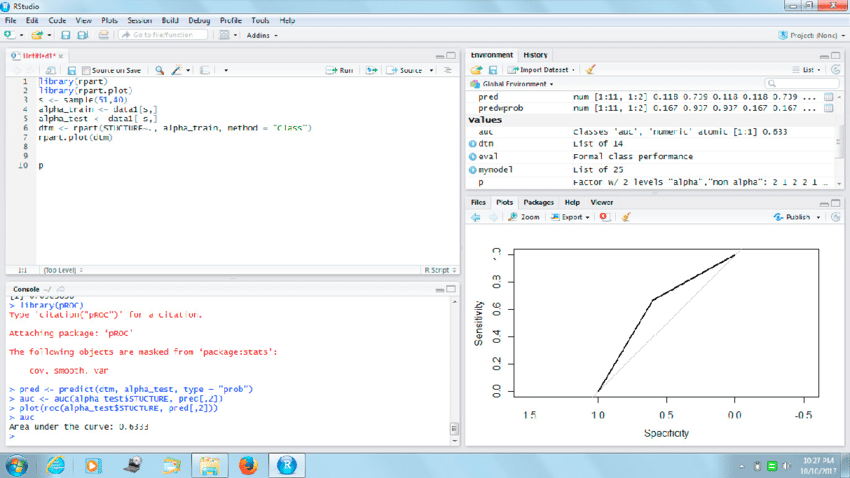 RStudio
File Edit Code View Plots Session Build Debug Profile Tools Help
Go to file/function Addins Project: (None)
Untitled1*
Source on Save Run Source
1 library(rpart)
2 library(rpart.plot)
3 s <- sample(51,40)
4 alpha_train <- data1[s,]
5 alpha_test <- data1[-s,]
6 dtm <- rpart(STUCTURE~., alpha_train, method = "Class")
7 rpart.plot(dtm)
8
9
10 p
1:1 (Top Level) R Script
Console ~/
> library(pROC)
Type 'citation("pROC")' for a citation.
Attaching package: 'pROC'
The following objects are masked from 'package:stats':
cov, smooth, var
> pred <- predict(dtm, alpha_test, type = "prob")
> auc <- auc(alpha_test$STUCTURE, pred[,2])
> plot(roc(alpha_test$STUCTURE, pred[,2]))
> auc
Area under the curve: 0.6333
>
Environment History
Import Dataset List
Global Environment
pred num [1:11, 1:2] 0.118 0.739 0.118 0.118 0.739 ...
predwprob num [1:11, 1:2] 0.167 0.937 0.937 0.167 0.167 ...
Values
auc Classes 'auc', 'numeric' atomic [1:1] 0.633
dtm List of 14
eval Formal class performance
mymodel List of 25
p Factor w/ 2 levels "alpha","non alpha": 2 1 2 2 1 ...
Files Plots Packages Help Viewer
Zoom Export Publish
Sensitivity
1.0
0.8
0.6
0.4
0.2
0.0
1.5 1.0 0.5 0.0 -0.5
Specificity
10:27 PM
10/10/2017